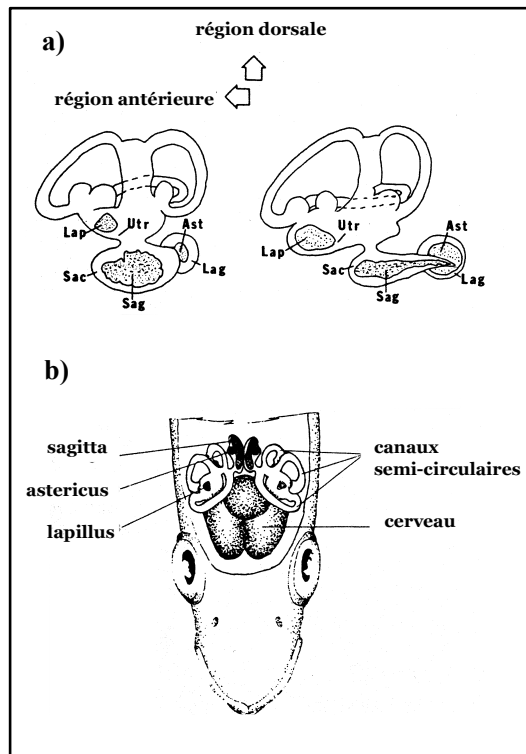 a)
région dorsale
région antérieure
Lap
Utr
Ast
Sac
Lag
Sag
Lap
Utr
Ast
Sac
Lag
Sag
b)
sagitta
astericus
lapillus
canaux
semi-circulaires
cerveau